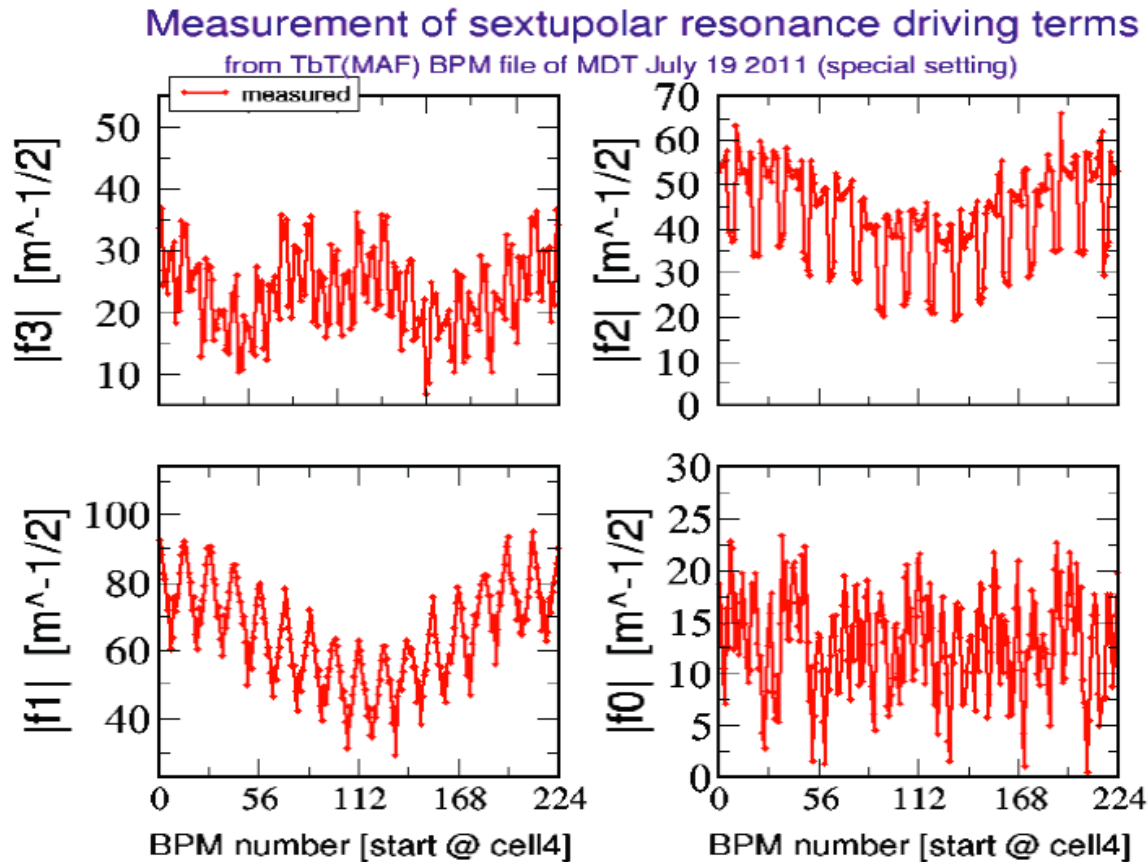 Measurement of sextupolar resonance driving terms
from TbT(MAF) BPM file of MDT July 19 2011 (special setting)
measured
|f3| [m^-1/2]
50
40
30
20
10
|f2| [m^-1/2]
70
60
50
40
30
20
10
0
|f1| [m^-1/2]
100
80
60
40
0 56 112 168 224
BPM number [start @ cell4]
|f0| [m^-1/2]
30
25
20
15
10
5
0
0 56 112 168 224
BPM number [start @ cell4]